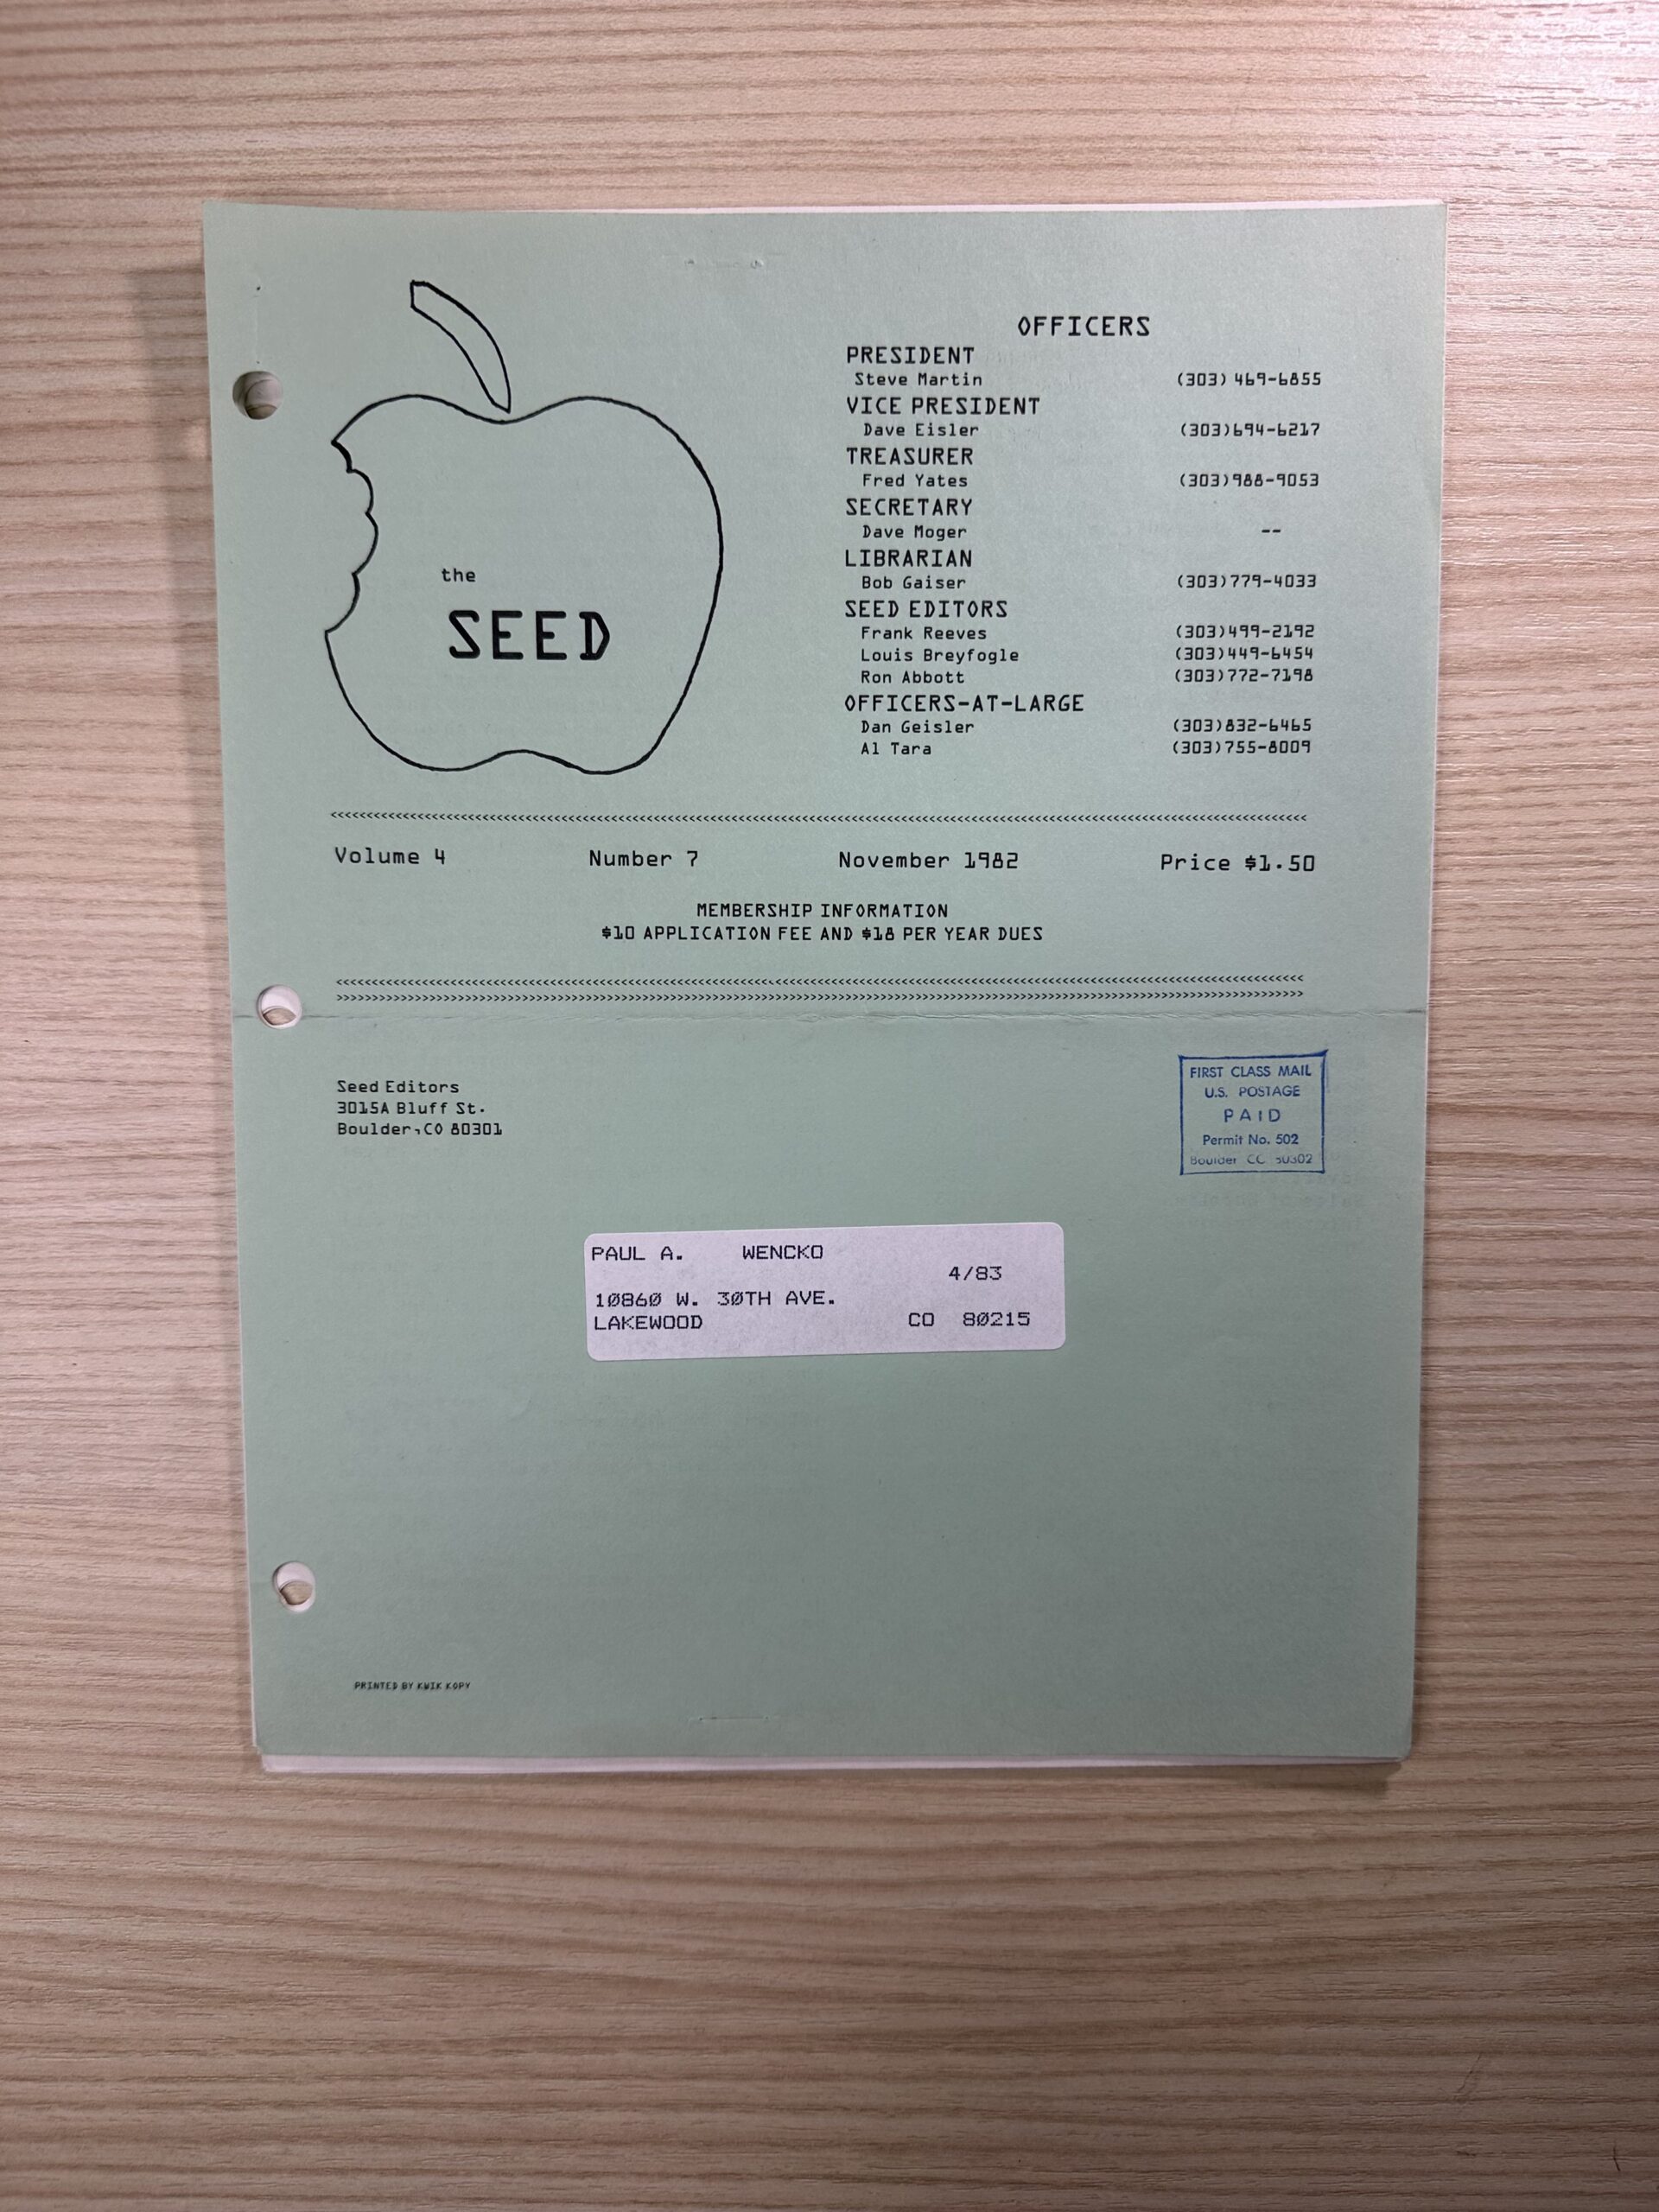 the
SEED
OFFICERS
PRESIDENT
Steve Martin (303) 469-6855
VICE PRESIDENT
Dave Eisler (303)694-6217
TREASURER
Fred Yates (303)988-9053
SECRETARY
Dave Moger --
LIBRARIAN
Bob Gaiser (303)779-4033
SEED EDITORS
Frank Reeves (303)499-2192
Louis Breyfogle (303)449-6454
Ron Abbott (303)772-7198
OFFICERS-AT-LARGE
Dan Geisler (303)832-6465
Al Tara (303)755-8009
Volume 4 Number 7 November 1982 Price $1.50
MEMBERSHIP INFORMATION
$10 APPLICATION FEE AND $18 PER YEAR DUES
Seed Editors
3015A Bluff St.
Boulder, CO 80301
FIRST CLASS MAIL
U.S. POSTAGE
PAID
Permit No. 502
Boulder CC 80302
PAUL A. WENCKO
4/83
10860 W. 30TH AVE.
LAKEWOOD CO 80215
PRINTED BY KWIK KOPY